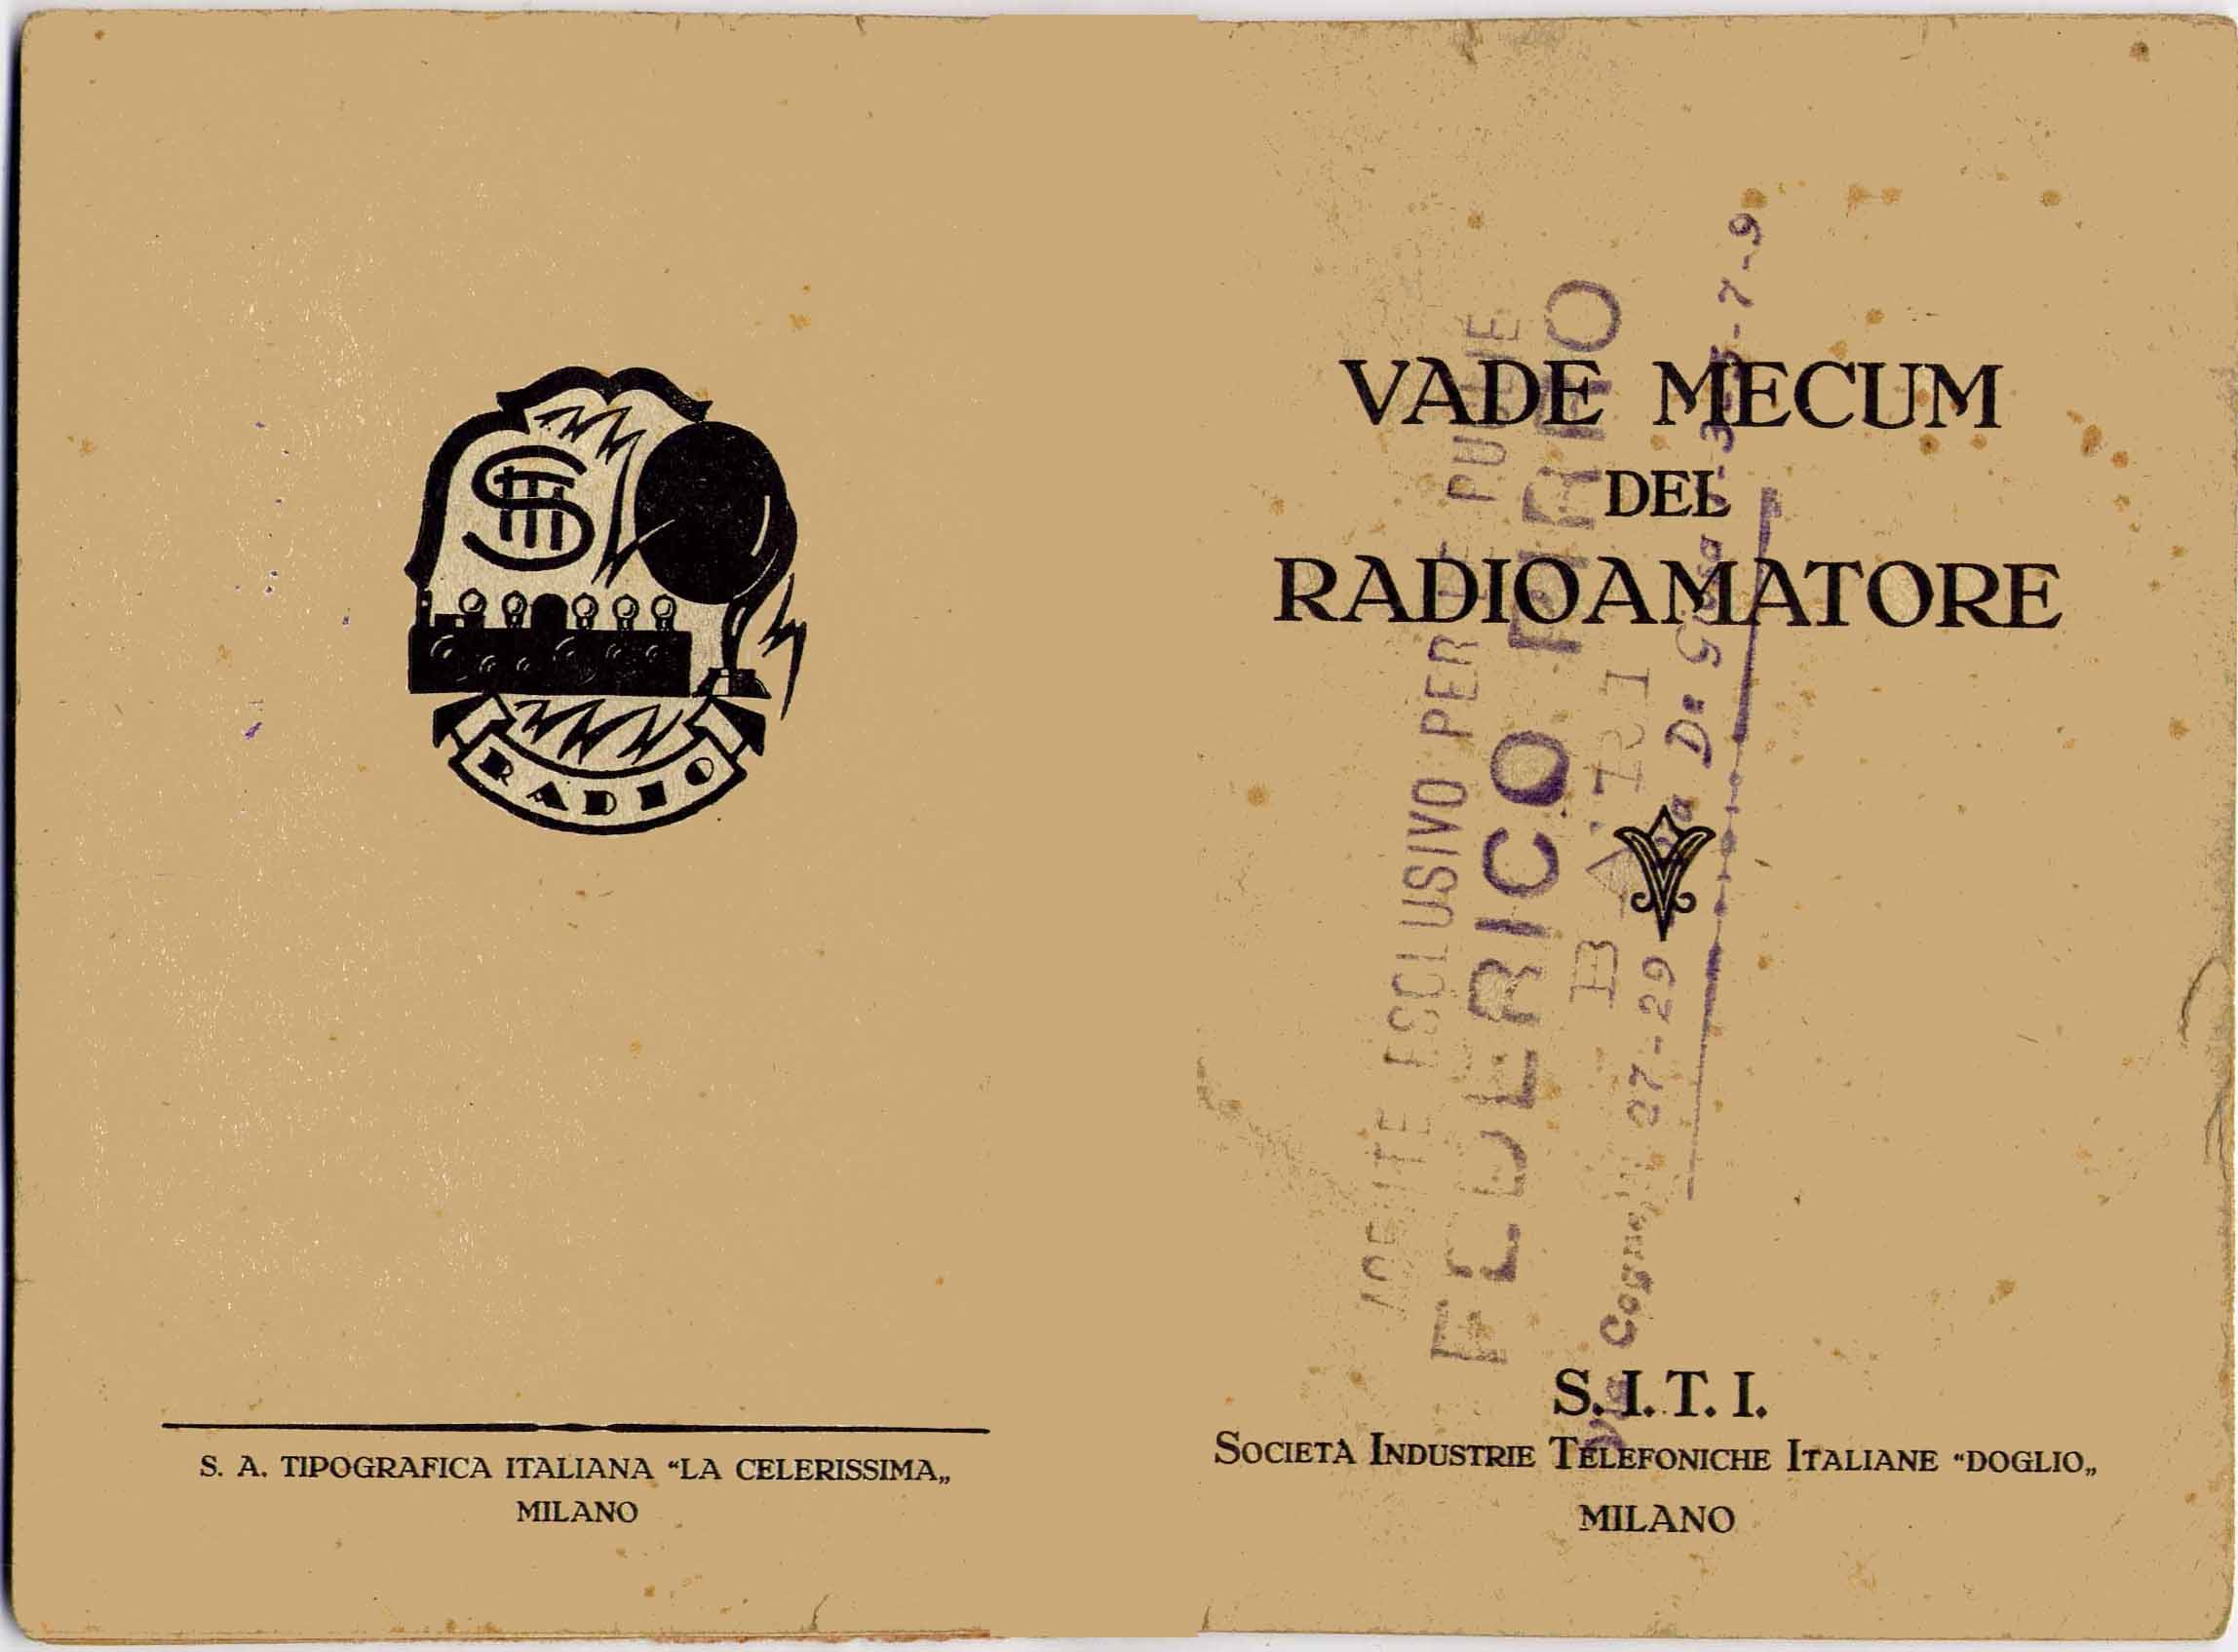 SITI
RADIO
S. A. TIPOGRAFICA ITALIANA “LA CELERISSIMA„
MILANO
VADE MECUM
DEL
RADIOAMATORE
S. I. T. I.
SOCIETÀ INDUSTRIE TELEFONICHE ITALIANE “DOGLIO„
MILANO
ESCLUSIVO PER
FEDERICO
27-29